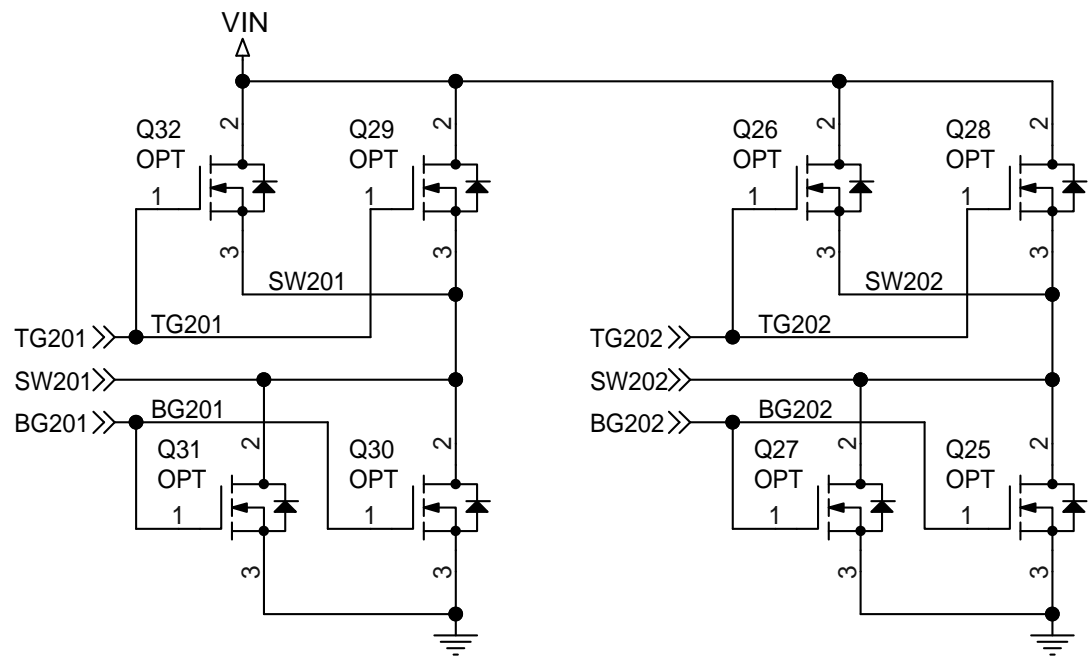 VIN
Q32
OPT
2
1
3
Q29
OPT
2
1
3
Q26
OPT
2
1
3
Q28
OPT
2
1
3
SW201
SW202
TG201
TG201
TG202
TG202
SW201
SW202
BG201
BG201
BG202
BG202
Q31
OPT
2
1
3
Q30
OPT
2
1
3
Q27
OPT
2
1
3
Q25
OPT
2
1
3